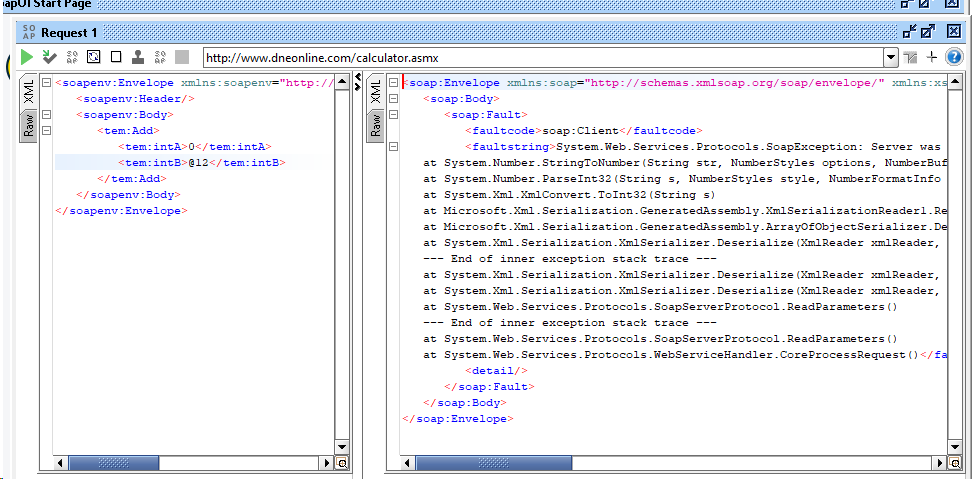 apUI Start Page
SO AP Request 1
http://www.dneonline.com/calculator.asmx
XML
Raw
<soapenv:Envelope xmlns:soapenv="http://
<soapenv:Header/>
<soapenv:Body>
<tem:Add>
<tem:intA>0</tem:intA>
<tem:intB>@12</tem:intB>
</tem:Add>
</soapenv:Body>
</soapenv:Envelope>
XML
Raw
<soap:Envelope xmlns:soap="http://schemas.xmlsoap.org/soap/envelope/" xmlns:xs
<soap:Body>
<soap:Fault>
<faultcode>soap:Client</faultcode>
<faultstring>System.Web.Services.Protocols.SoapException: Server was
at System.Number.StringToNumber(String str, NumberStyles options, NumberBuf
at System.Number.ParseInt32(String s, NumberStyles style, NumberFormatInfo
at System.Xml.XmlConvert.ToInt32(String s)
at Microsoft.Xml.Serialization.GeneratedAssembly.XmlSerializationReader1.Re
at Microsoft.Xml.Serialization.GeneratedAssembly.ArrayOfObjectSerializer.De
at System.Xml.Serialization.XmlSerializer.Deserialize(XmlReader xmlReader,
--- End of inner exception stack trace ---
at System.Xml.Serialization.XmlSerializer.Deserialize(XmlReader xmlReader,
at System.Xml.Serialization.XmlSerializer.Deserialize(XmlReader xmlReader,
at System.Web.Services.Protocols.SoapServerProtocol.ReadParameters()
--- End of inner exception stack trace ---
at System.Web.Services.Protocols.SoapServerProtocol.ReadParameters()
at System.Web.Services.Protocols.WebServiceHandler.CoreProcessRequest()</fa
<detail/>
</soap:Fault>
</soap:Body>
</soap:Envelope>